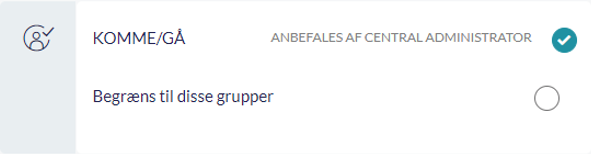 KOMME/GÅ ANBEFALES AF CENTRAL ADMINISTRATOR
Begræns til disse grupper